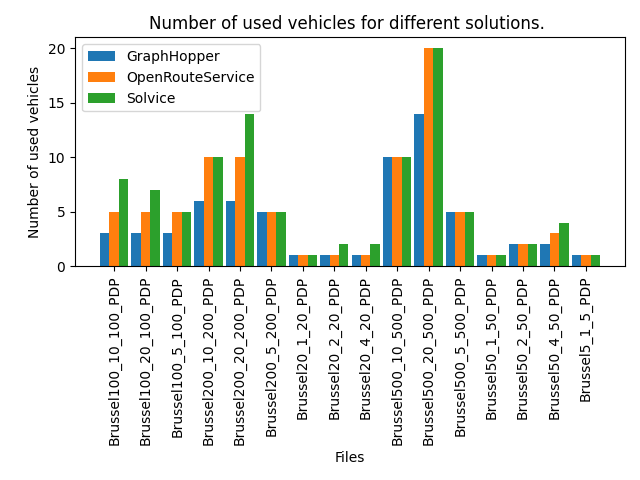 Number of used vehicles for different solutions.
GraphHopper
OpenRouteService
Solvice
Number of used vehicles
20
15
10
5
0
Brussel100_10_100_PDP
Brussel100_20_100_PDP
Brussel100_5_100_PDP
Brussel200_10_200_PDP
Brussel200_20_200_PDP
Brussel200_5_200_PDP
Brussel20_1_20_PDP
Brussel20_2_20_PDP
Brussel20_4_20_PDP
Brussel500_10_500_PDP
Brussel500_20_500_PDP
Brussel500_5_500_PDP
Brussel50_1_50_PDP
Brussel50_2_50_PDP
Brussel50_4_50_PDP
Brussel5_1_5_PDP
Files